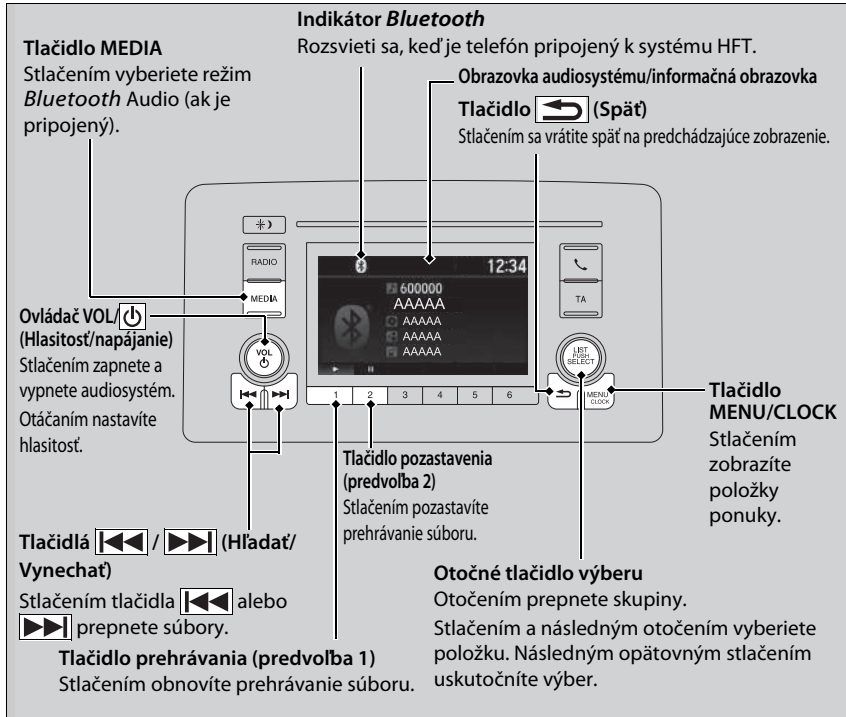 Indikátor Bluetooth
Rozsvieti sa, keď je telefón pripojený k systému HFT.
Tlačidlo MEDIA
Stlačením vyberiete režim
Bluetooth Audio (ak je
pripojený).
Obrazovka audiosystému/informačná obrazovka
Tlačidlo (Späť)
Stlačením sa vrátite späť na predchádzajúce zobrazenie.
RADIO
MEDIA
12:34
600000
AAAAA
AAAAA
AAAAA
AAAAA
TA
VOL
LIST
PUSH
SELECT
1 2 3 4 5 6
MENU
CLOCK
Ovládač VOL/
(Hlasitosť/napájanie)
Stlačením zapnete a
vypnete audiosystém.
Otáčaním nastavíte
hlasitosť.
Tlačidlo
MENU/CLOCK
Stlačením
zobrazíte
položky
ponuky.
Tlačidlo pozastavenia
(predvoľba 2)
Stlačením pozastavíte
prehrávanie súboru.
Tlačidlá / (Hľadať/
Vynechať)
Stlačením tlačidla alebo
prepnete súbory.
Tlačidlo prehrávania (predvoľba 1)
Stlačením obnovíte prehrávanie súboru.
Otočné tlačidlo výberu
Otočením prepnete skupiny.
Stlačením a následným otočením vyberiete
položku. Následným opätovným stlačením
uskutočníte výber.